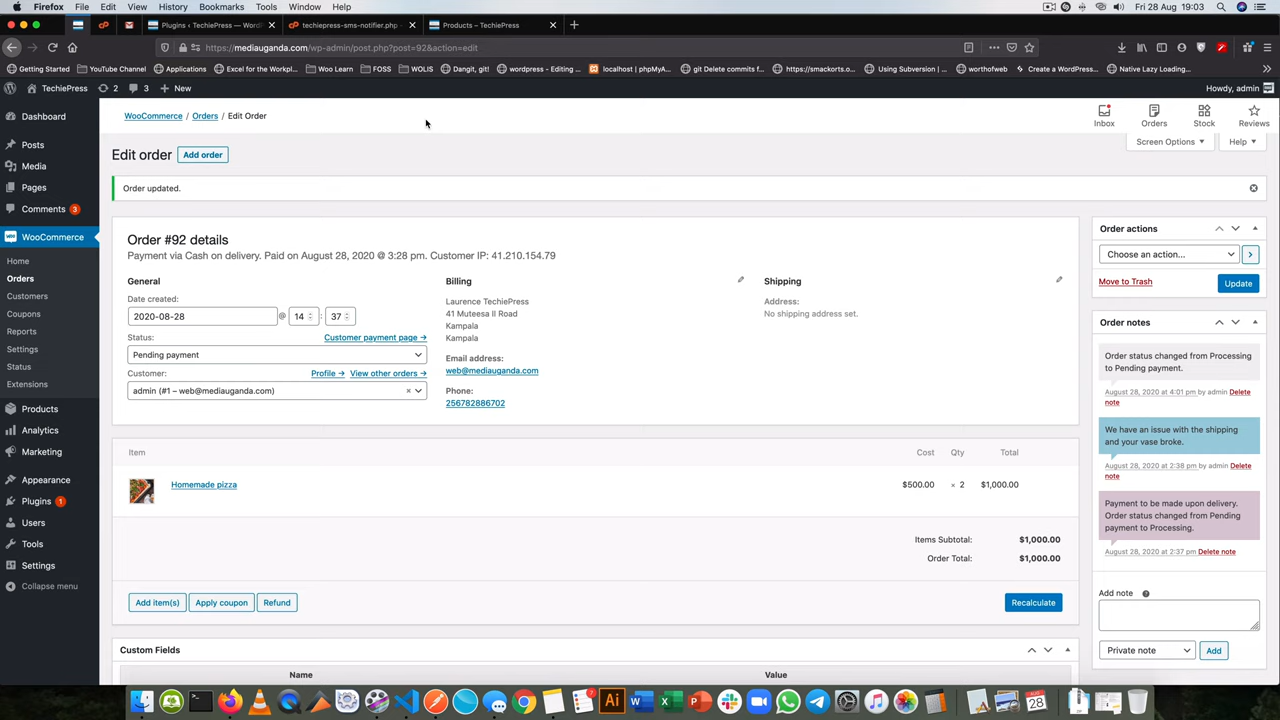 Firefox File Edit View History Bookmarks Tools Window Help Fri 28 Aug 19:03
Plugins ‹ TechiePress — WordP techiepress-sms-notifier.php — Products – TechiePress
https://mediauganda.com/wp-admin/post.php?post=92&action=edit
Getting Started YouTube Channel Applications Excel for the Workpl... Woo Learn FOSS WOLIS Dangit, git! wordpress - Editing ... localhost | phpMyA... git Delete commits f... https://smackorts.c... Using Subversion | ... worthofweb Create a WordPress... Native Lazy Loading...
TechiePress 2 3 New Howdy, admin
WooCommerce / Orders / Edit Order
Inbox Orders Stock Reviews
Screen Options Help
Dashboard
Posts
Media
Pages
Comments 3
WooCommerce
Home
Orders
Customers
Coupons
Reports
Settings
Status
Extensions
Products
Analytics
Marketing
Appearance
Plugins 1
Users
Tools
Settings
Collapse menu
Edit order Add order
Order updated.
Order #92 details
Payment via Cash on delivery. Paid on August 28, 2020 @ 3:28 pm. Customer IP: 41.210.154.79
General
Date created:
2020-08-28 @ 14 : 37
Status: Customer payment page →
Pending payment
Customer: Profile → View other orders →
admin (#1 – web@mediauganda.com) ×
Billing
Laurence TechiePress
41 Muteesa II Road
Kampala
Kampala
Email address:
web@mediauganda.com
Phone:
256782886702
Shipping
Address:
No shipping address set.
Item Cost Qty Total
Homemade pizza $500.00 × 2 $1,000.00
Items Subtotal: $1,000.00
Order Total: $1,000.00
Add item(s) Apply coupon Refund Recalculate
Custom Fields
Name Value
Order actions
Choose an action...
Move to Trash Update
Order notes
Order status changed from Processing
to Pending payment.
August 28, 2020 at 4:01 pm by admin Delete
note
We have an issue with the shipping
and your vase broke.
August 28, 2020 at 2:38 pm by admin Delete
note
Payment to be made upon delivery.
Order status changed from Pending
payment to Processing.
August 28, 2020 at 2:37 pm Delete note
Add note
Private note Add